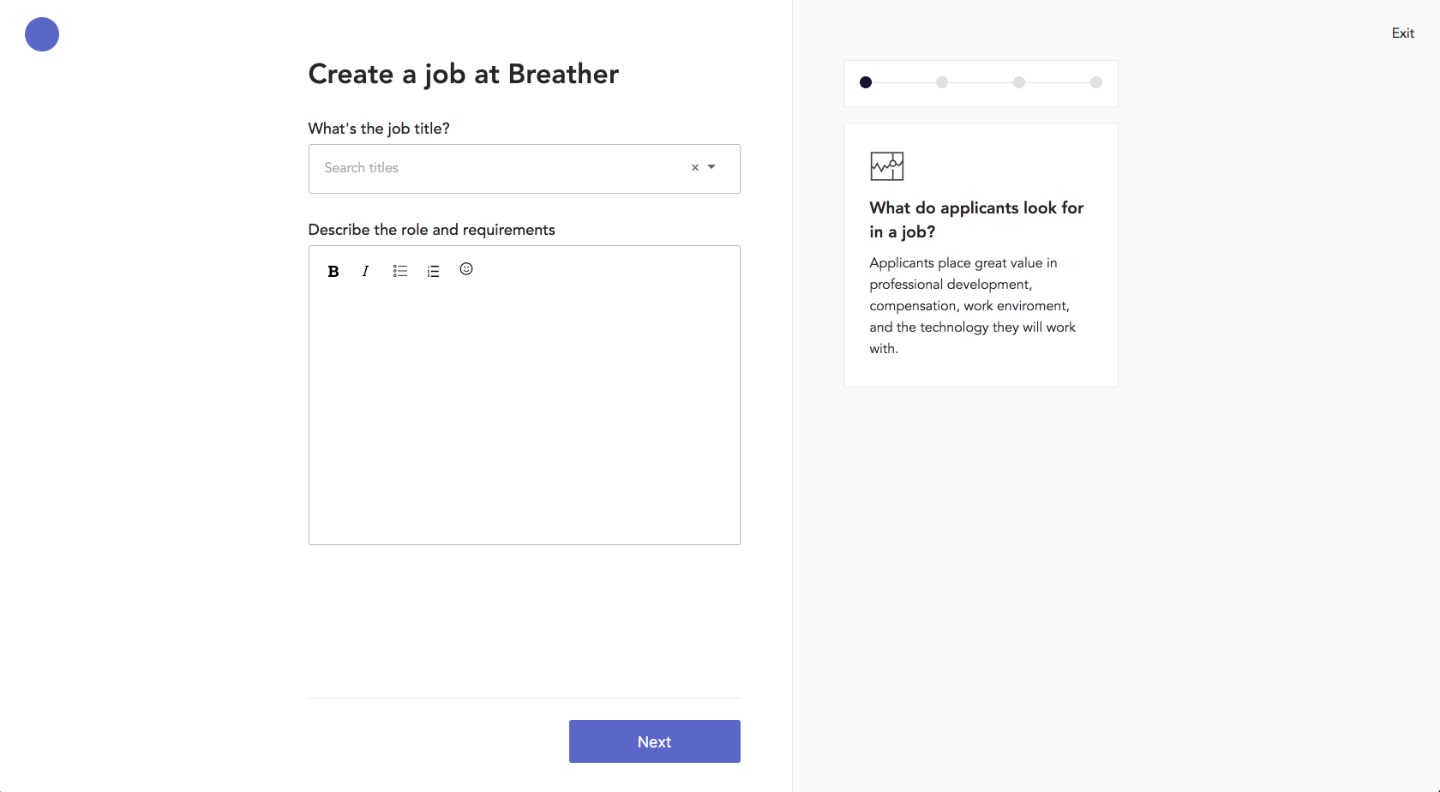 Exit
Create a job at Breather
What's the job title?
Search titles
Describe the role and requirements
B I
What do applicants look for
in a job?
Applicants place great value in
professional development,
compensation, work enviroment,
and the technology they will work
with.
Next